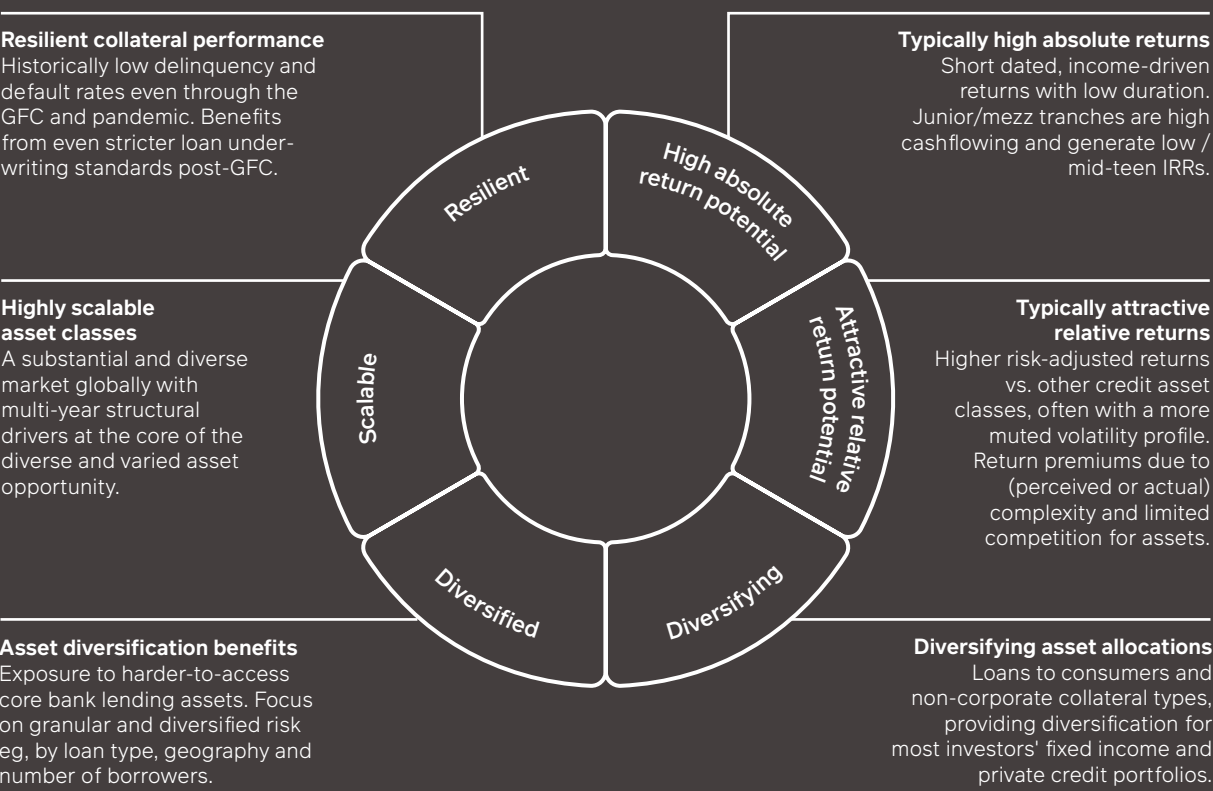 Resilient collateral performance
Historically low delinquency and
default rates even through the
GFC and pandemic. Benefits
from even stricter loan under-
writing standards post-GFC.
Typically high absolute returns
Short dated, income-driven
returns with low duration.
Junior/mezz tranches are high
cashflowing and generate low /
mid-teen IRRs.
Resilient
High absolute
return potential
Highly scalable
asset classes
A substantial and diverse
market globally with
multi-year structural
drivers at the core of the
diverse and varied asset
opportunity.
Scalable
Attractive relative
return potential
Typically attractive
relative returns
Higher risk-adjusted returns
vs. other credit asset
classes, often with a more
muted volatility profile.
Return premiums due to
(perceived or actual)
complexity and limited
competition for assets.
Diversified
Diversifying
Asset diversification benefits
Exposure to harder-to-access
core bank lending assets. Focus
on granular and diversified risk
eg, by loan type, geography and
number of borrowers.
Diversifying asset allocations
Loans to consumers and
non-corporate collateral types,
providing diversification for
most investors' fixed income and
private credit portfolios.